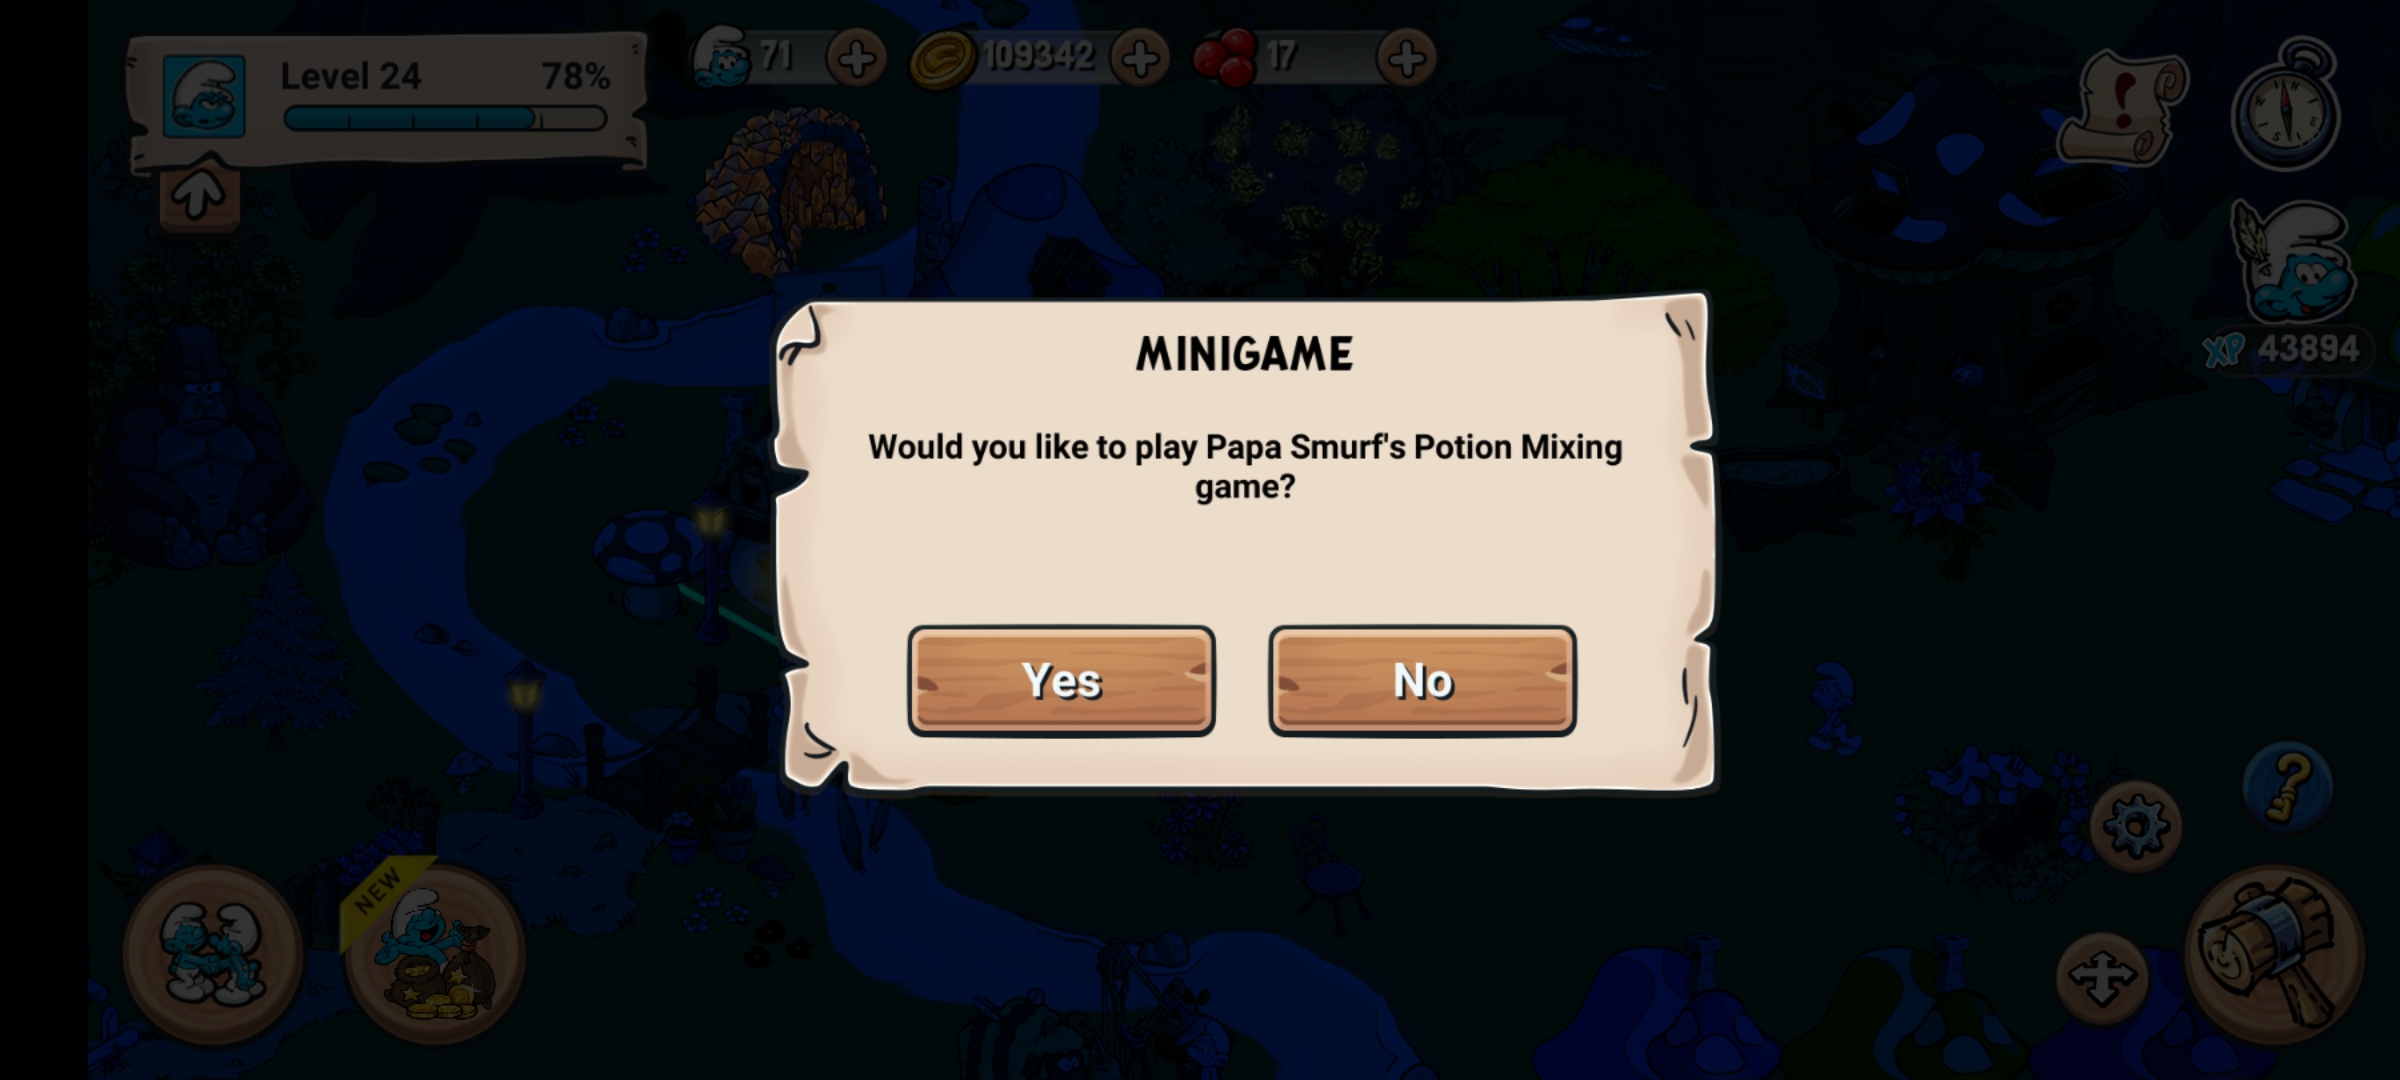 Level 24 78%
71
109342
17
XP 43894
MINIGAME
Would you like to play Papa Smurf's Potion Mixing
game?
Yes
No
NEW